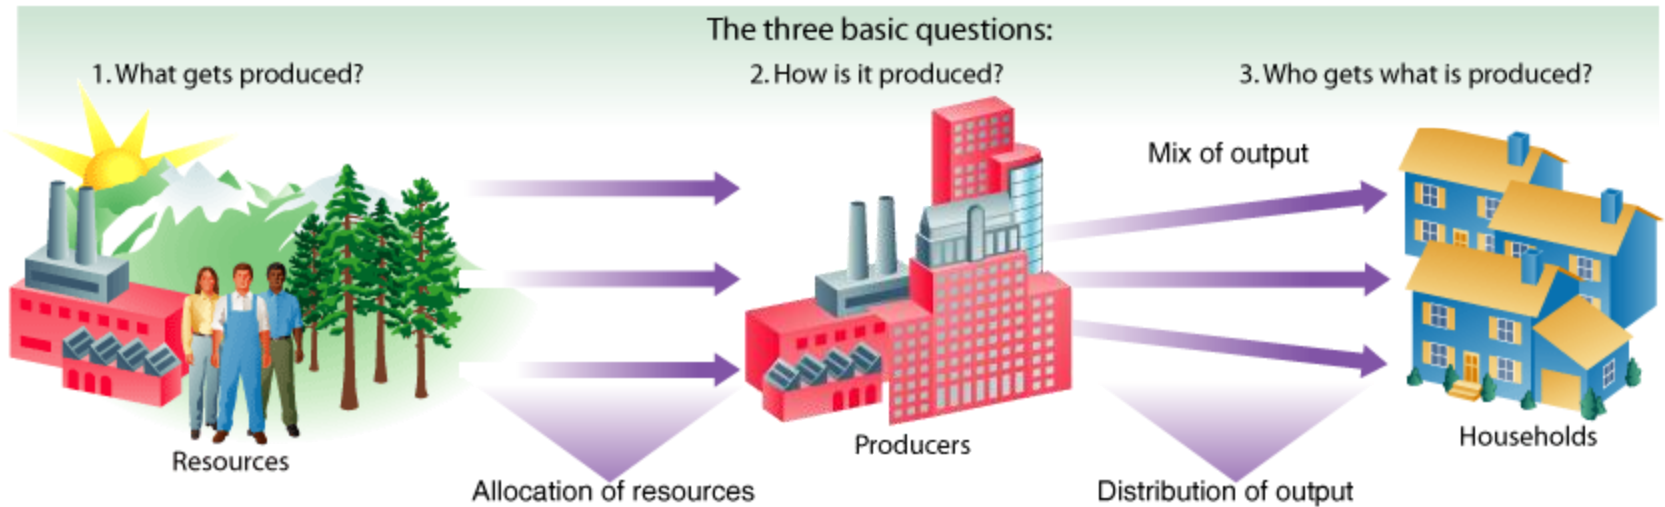 The three basic questions:
1. What gets produced?
2. How is it produced?
3. Who gets what is produced?
Mix of output
Resources
Producers
Households
Allocation of resources
Distribution of output